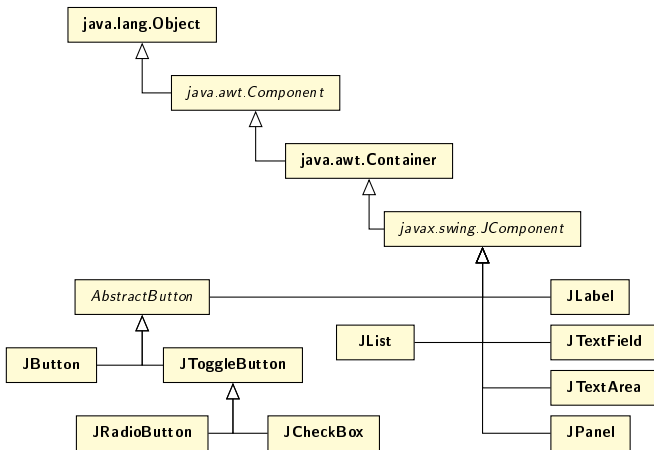 java.lang.Object
java.awt.Component
java.awt.Container
javax.swing.JComponent
AbstractButton
JLabel
JList
JTextField
JButton
JToggleButton
JTextArea
JRadioButton
JCheckBox
JPanel